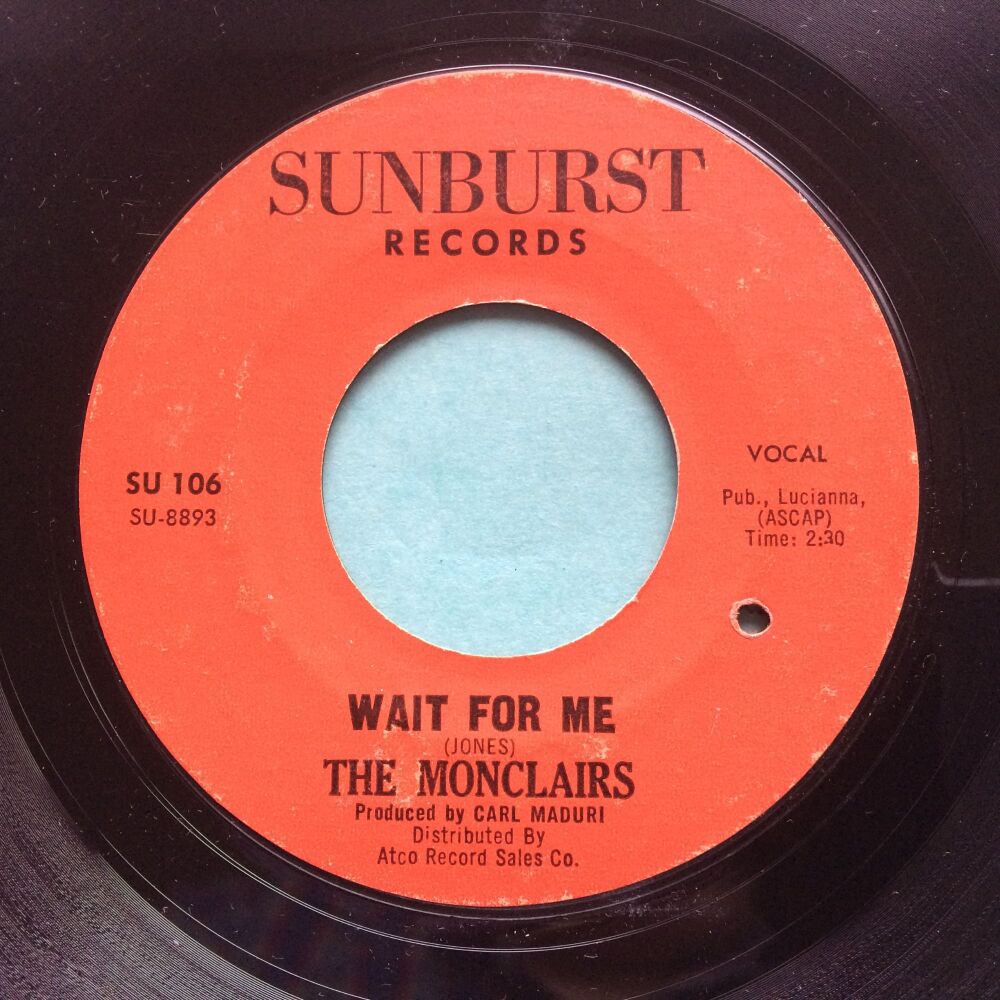 SUNBURST
RECORDS
SU 106
SU-8893
VOCAL
Pub., Lucianna,
(ASCAP)
Time: 2:30
WAIT FOR ME
(JONES)
THE MONCLAIRS
Produced by CARL MADURI
Distributed By
Atco Record Sales Co.